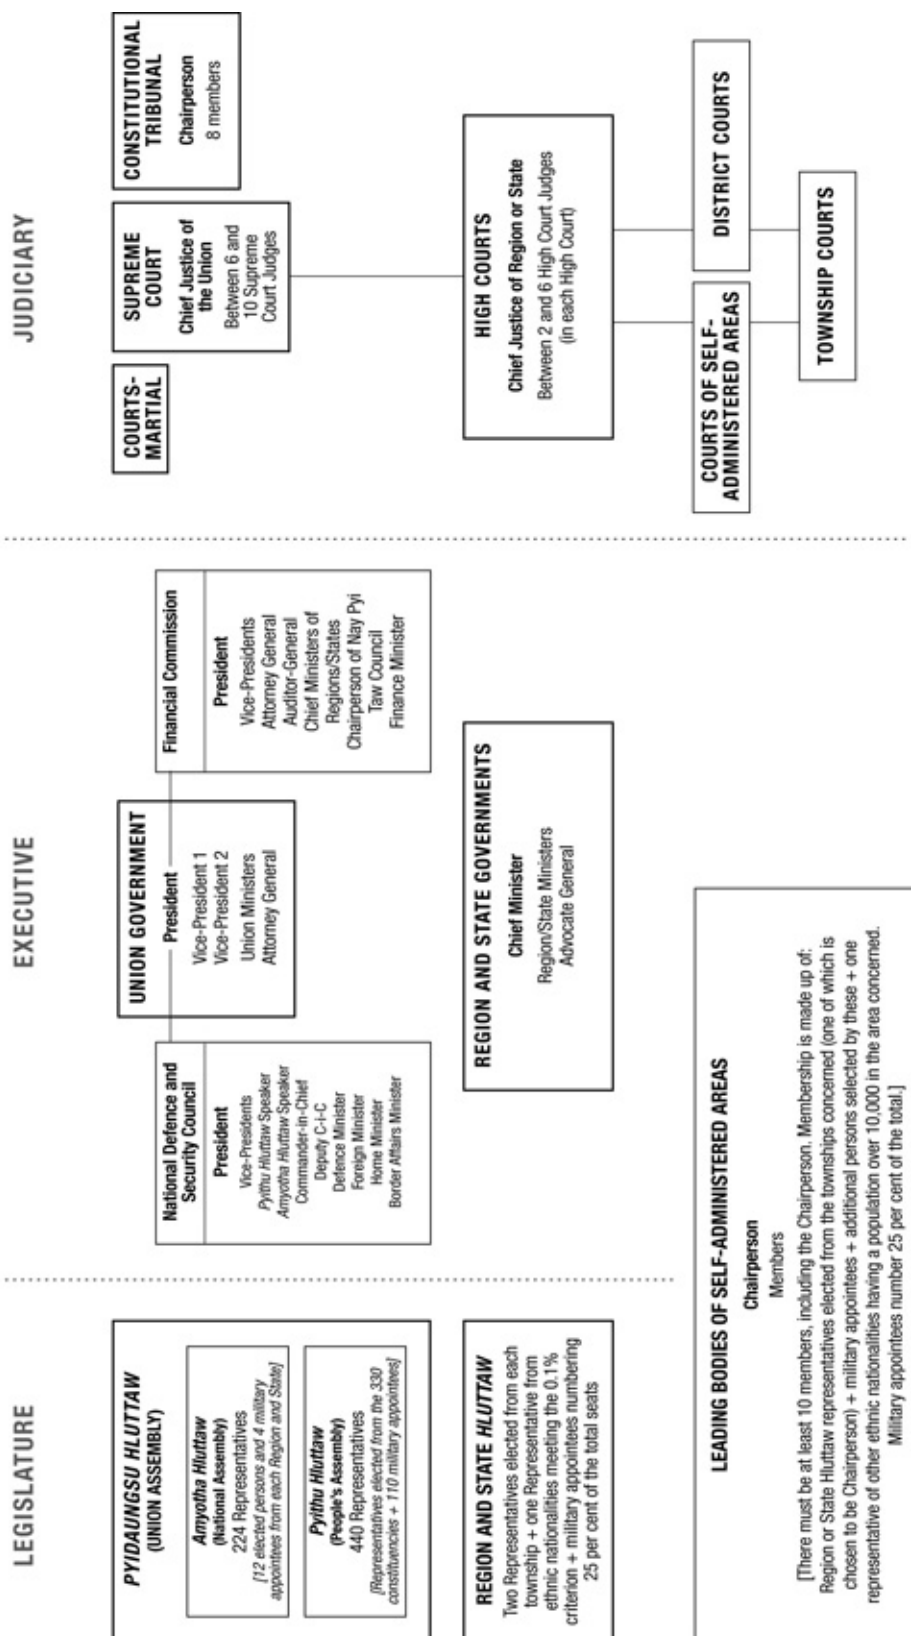 LEGISLATURE
PYIDAUNGSU HLUTTAW
(UNION ASSEMBLY)
Amyotha Hluttaw
(National Assembly)
224 Representatives
[12 elected persons and 4 military
appointees from each Region and State]
Pyithu Hluttaw
(People's Assembly)
440 Representatives
[Representatives elected from the 330
constituencies + 110 military appointees]
REGION AND STATE HLUTTAW
Two Representatives elected from each
township + one Representative from
ethnic nationalities meeting the 0.1%
criterion + military appointees numbering
25 per cent of the total seats
EXECUTIVE
National Defence and
Security Council
President
Vice-Presidents
Pyithu Hluttaw Speaker
Amyotha Hluttaw Speaker
Commander-in-Chief
Deputy C-i-C
Defence Minister
Foreign Minister
Home Minister
Border Affairs Minister
UNION GOVERNMENT
President
Vice-President 1
Vice-President 2
Union Ministers
Attorney General
Financial Commission
President
Vice-Presidents
Attorney General
Auditor-General
Chief Ministers of
Regions/States
Chairperson of Nay Pyi
Taw Council
Finance Minister
REGION AND STATE GOVERNMENTS
Chief Minister
Region/State Ministers
Advocate General
LEADING BODIES OF SELF-ADMINISTERED AREAS
Chairperson
Members
[There must be at least 10 members, including the Chairperson. Membership is made up of:
Region or State Hluttaw representatives elected from the townships concerned (one of which is
chosen to be Chairperson) + military appointees + additional persons selected by these + one
representative of other ethnic nationalities having a population over 10,000 in the area concerned.
Military appointees number 25 per cent of the total.]
JUDICIARY
COURTS-
MARTIAL
SUPREME
COURT
Chief Justice of
the Union
Between 6 and
10 Supreme
Court Judges
CONSTITUTIONAL
TRIBUNAL
Chairperson
8 members
HIGH COURTS
Chief Justice of Region or State
Between 2 and 6 High Court Judges
(in each High Court)
COURTS OF SELF-
ADMINISTERED AREAS
DISTRICT COURTS
TOWNSHIP COURTS